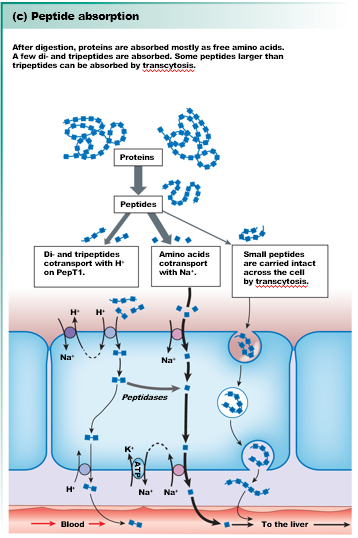 (c) Peptide absorption
After digestion, proteins are absorbed mostly as free amino acids.
A few di- and tripeptides are absorbed. Some peptides larger than
tripeptides can be absorbed by transcytosis.
Proteins
Peptides
Di- and tripeptides
cotransport with H⁺
on PepT1.
Amino acids
cotransport
with Na⁺.
Small peptides
are carried intact
across the cell
by transcytosis.
H⁺
H⁺
Na⁺
Na⁺
Peptidases
K⁺
ATP
H⁺
Na⁺
Na⁺
Blood
To the liver